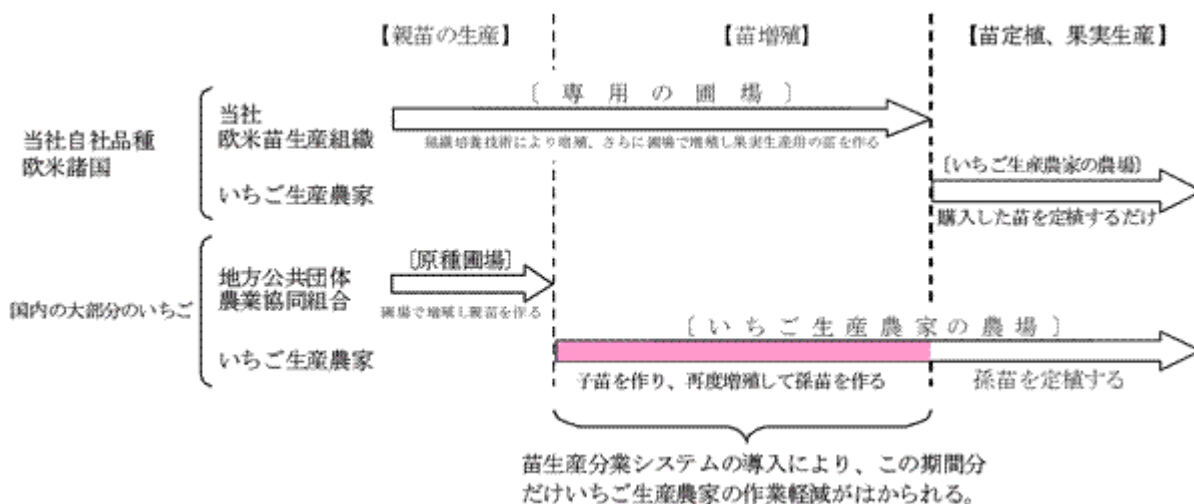 【親苗の生産】 【苗増殖】 【苗定植、果実生産】
〔専用の圃場〕
当社自社品種
欧米諸国
当社
欧米苗生産組織
組織培養技術により増殖、さらに圃場で増殖し果実生産用の苗を作る
いちご生産農家
〔いちご生産農家の農場〕
購入した苗を定植するだけ
国内の大部分のいちご
地方公共団体
農業協同組合
〔原種圃場〕
圃場で増殖し親苗を作る
いちご生産農家
〔いちご生産農家の農場〕
子苗を作り、再度増殖して孫苗を作る
孫苗を定植する
苗生産分業システムの導入により、この期間分
だけいちご生産農家の作業軽減がはかられる。